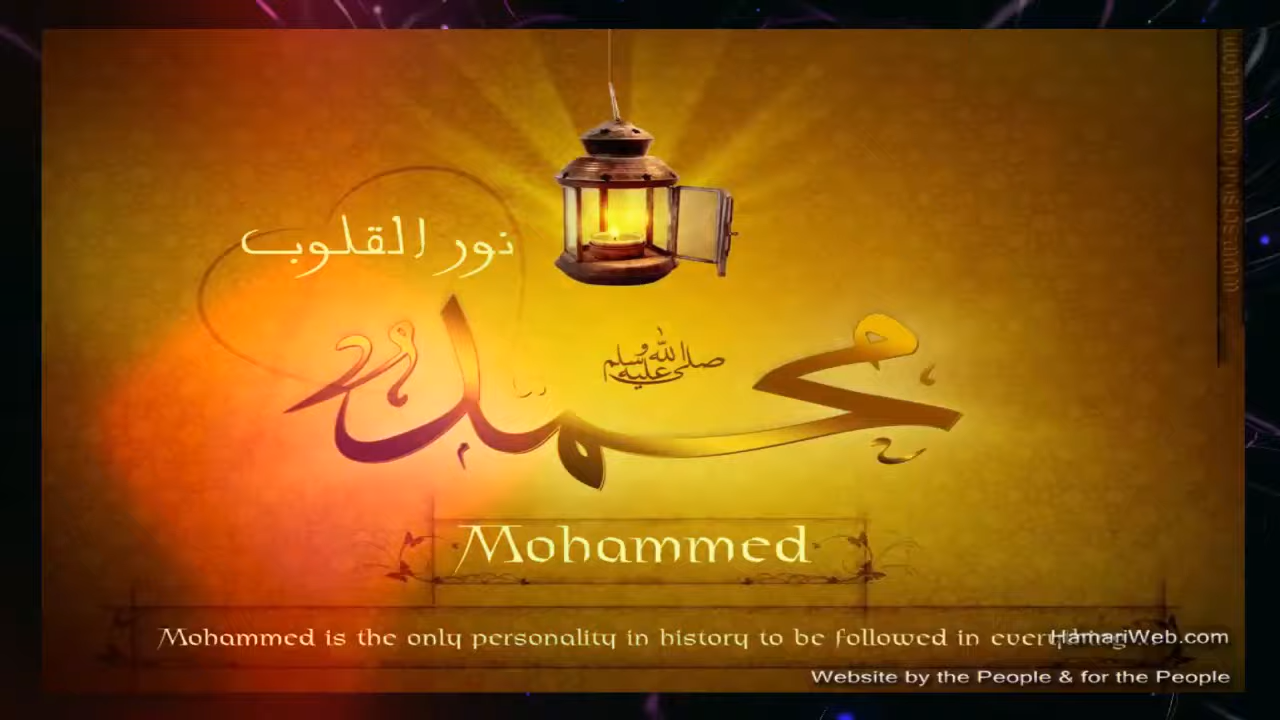 نور القلوب
صلى الله عليه وسلم
محمد
Mohammed
Mohammed is the only personality in history to be followed in
HamariWeb.com
Website by the People & for the People